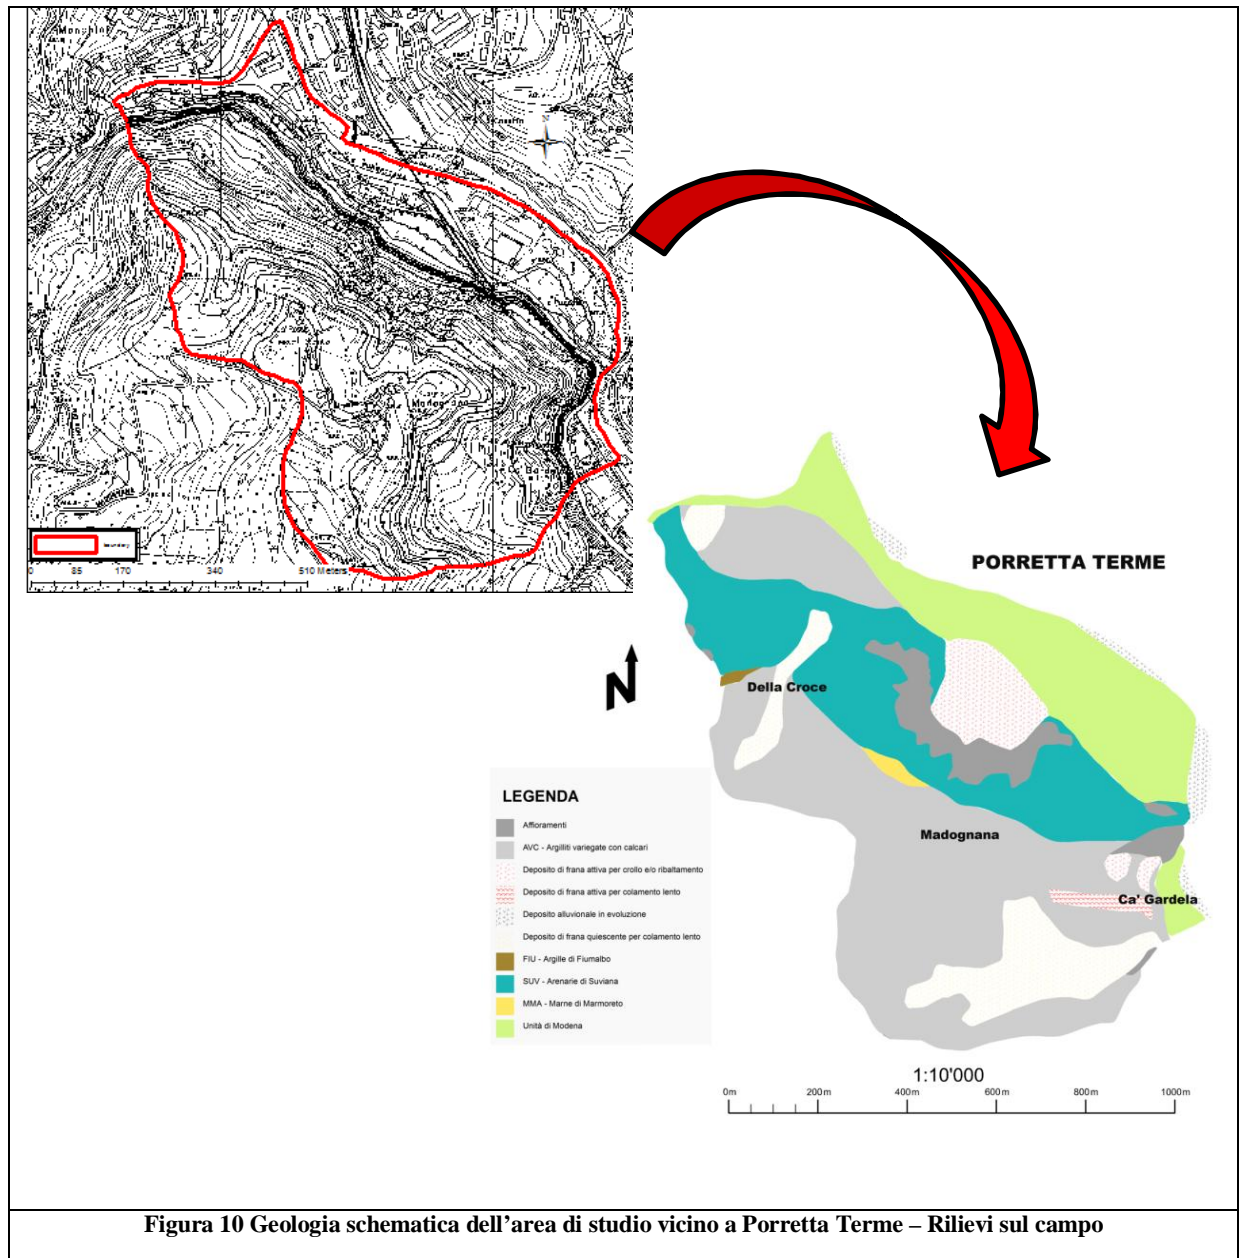 N
boundary
0 85 170 340 510 Meters
PORRETTA TERME
N
Della Croce
Madognana
Ca' Gardela
LEGENDA
Affioramenti
AVC - Argilliti variegate con calcari
Deposito di frana attiva per crollo e/o ribaltamento
Deposito di frana attiva per colamento lento
Deposito alluvionale in evoluzione
Deposito di frana quiescente per colamento lento
FIU - Argille di Fiumalbo
SUV - Arenarie di Suviana
MMA - Marne di Marmoreto
Unità di Modena
1:10'000
0m 200m 400m 600m 800m 1000m
Figura 10 Geologia schematica dell'area di studio vicino a Porretta Terme – Rilievi sul campo